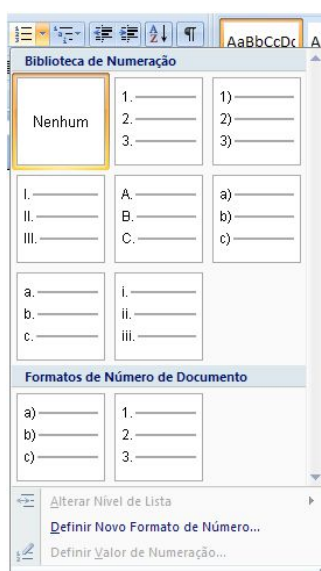 AaBbCcDc A
Biblioteca de Numeração
Nenhum
1.
2.
3.
1)
2)
3)
I.
II.
III.
A.
B.
C.
a)
b)
c)
a.
b.
c.
i.
ii.
iii.
Formatos de Número de Documento
a)
b)
c)
1.
2.
3.
Alterar Nível de Lista
Definir Novo Formato de Número...
Definir Valor de Numeração...